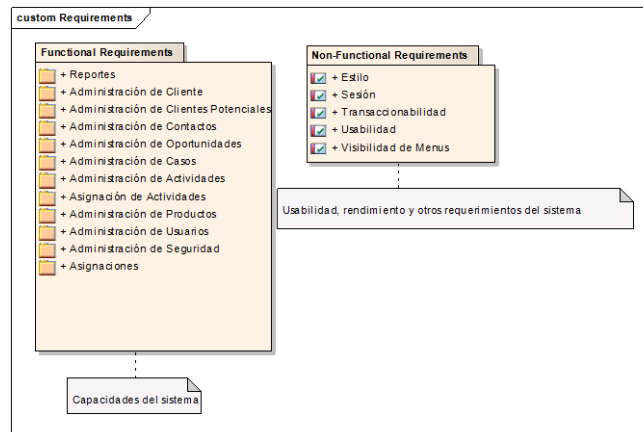 custom Requirements
Functional Requirements
+ Reportes
+ Administración de Cliente
+ Administración de Clientes Potenciales
+ Administración de Contactos
+ Administración de Oportunidades
+ Administración de Casos
+ Administración de Actividades
+ Asignación de Actividades
+ Administración de Productos
+ Administración de Usuarios
+ Administración de Seguridad
+ Asignaciones
Capacidades del sistema
Non-Functional Requirements
+ Estilo
+ Sesión
+ Transaccionabilidad
+ Usabilidad
+ Visibilidad de Menus
Usabilidad, rendimiento y otros requerimientos del sistema